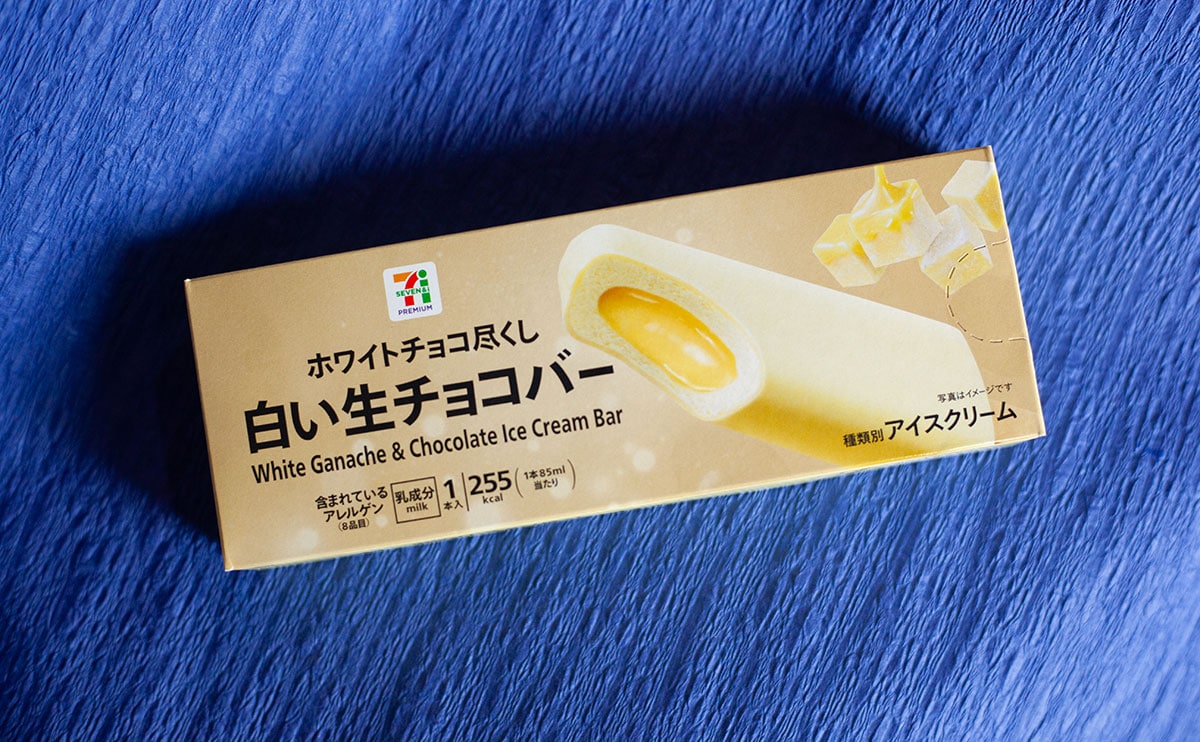 7i
SEVEN&i
PREMIUM
ホワイトチョコ尽くし
白い生チョコバー
White Ganache & Chocolate Ice Cream Bar
含まれている
アレルゲン
(8品目)
乳成分
milk
1
本入
255
kcal
(1本85ml
当たり)
写真はイメージです
種類別 アイスクリーム